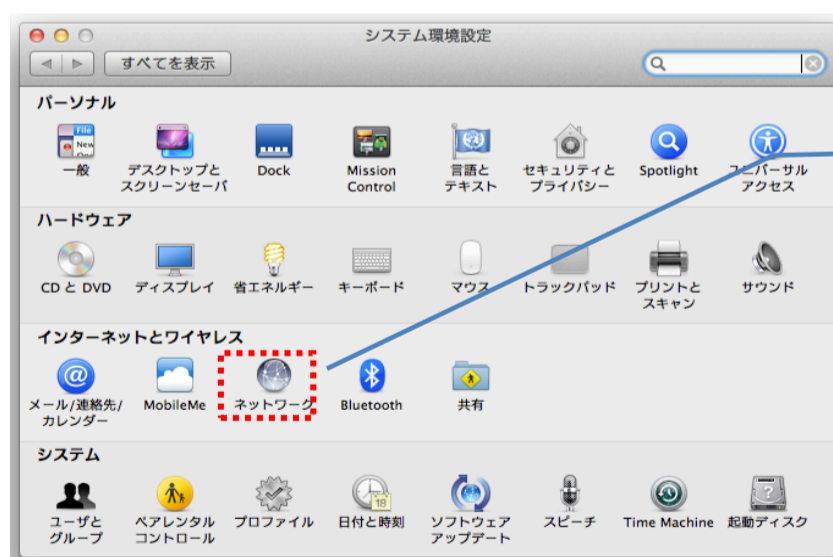 システム環境設定
すべてを表示
パーソナル
File
New
一般
デスクトップと
スクリーンセーバ
Dock
Mission
Control
言語と
テキスト
セキュリティと
プライバシー
Spotlight
ユニバーサル
アクセス
ハードウェア
CD と DVD
ディスプレイ
省エネルギー
キーボード
マウス
トラックパッド
プリントと
スキャン
サウンド
インターネットとワイヤレス
メール/連絡先/
カレンダー
MobileMe
ネットワーク
Bluetooth
共有
システム
ユーザと
グループ
ペアレンタル
コントロール
プロファイル
18
日付と時刻
ソフトウェア
アップデート
スピーチ
Time Machine
起動ディスク